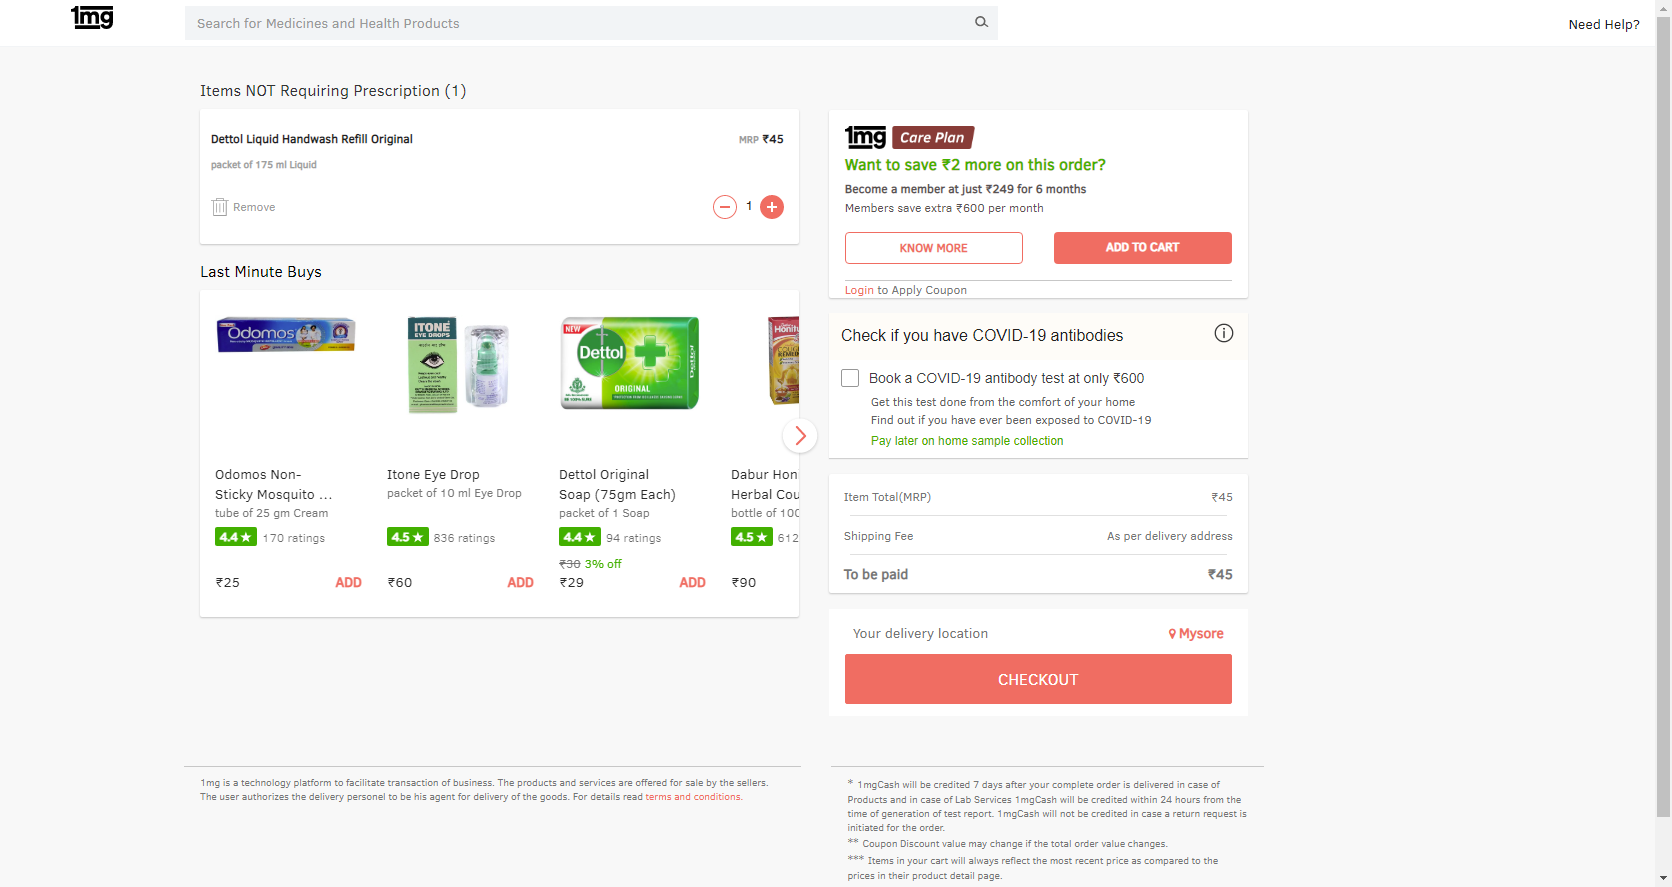 1mg
Search for Medicines and Health Products
Need Help?
Items NOT Requiring Prescription (1)
Dettol Liquid Handwash Refill Original
MRP ₹45
packet of 175 ml Liquid
Remove
1
Last Minute Buys
Odomos
ITONE
EYE DROPS
NEW
Dettol
ORIGINAL
Honit
Odomos Non-
Sticky Mosquito ...
tube of 25 gm Cream
4.4★ 170 ratings
₹25
ADD
Itone Eye Drop
packet of 10 ml Eye Drop
4.5★ 836 ratings
₹60
ADD
Dettol Original
Soap (75gm Each)
packet of 1 Soap
4.4★ 94 ratings
₹30 3% off
₹29
ADD
Dabur Hon
Herbal Cou
bottle of 100
4.5★ 612
₹90
1mg Care Plan
Want to save ₹2 more on this order?
Become a member at just ₹249 for 6 months
Members save extra ₹600 per month
KNOW MORE
ADD TO CART
Login to Apply Coupon
Check if you have COVID-19 antibodies
Book a COVID-19 antibody test at only ₹600
Get this test done from the comfort of your home
Find out if you have ever been exposed to COVID-19
Pay later on home sample collection
Item Total(MRP)
₹45
Shipping Fee
As per delivery address
To be paid
₹45
Your delivery location
Mysore
CHECKOUT
1mg is a technology platform to facilitate transaction of business. The products and services are offered for sale by the sellers.
The user authorizes the delivery personel to be his agent for delivery of the goods. For details read terms and conditions.
* 1mgCash will be credited 7 days after your complete order is delivered in case of
Products and in case of Lab Services 1mgCash will be credited within 24 hours from the
time of generation of test report. 1mgCash will not be credited in case a return request is
initiated for the order.
** Coupon Discount value may change if the total order value changes.
*** Items in your cart will always reflect the most recent price as compared to the
prices in their product detail page.